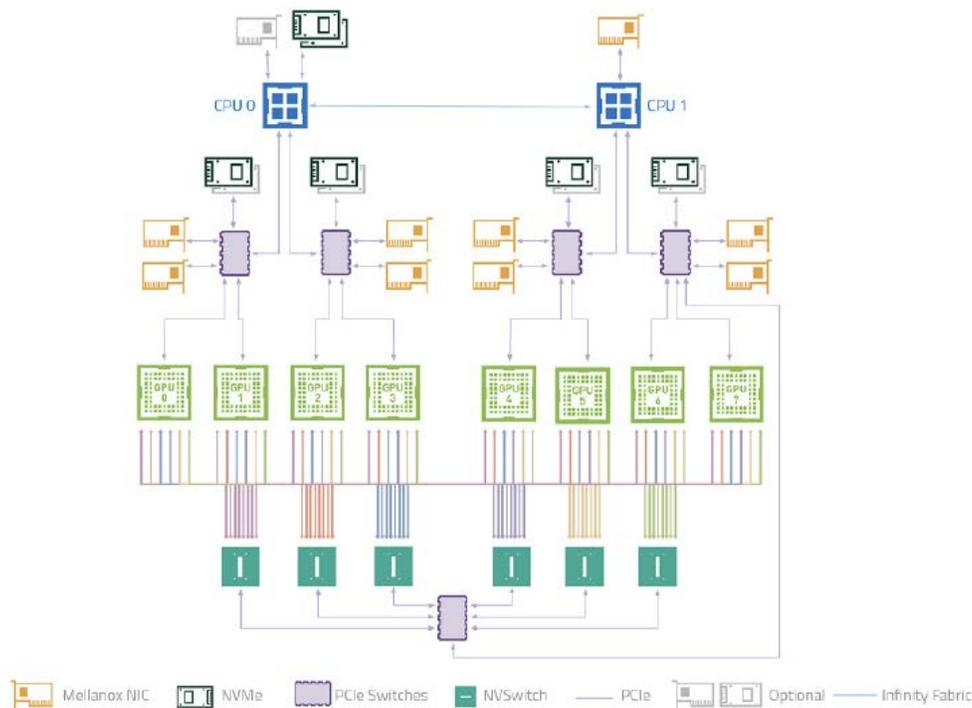 CPU 0
CPU 1
GPU 0
GPU 1
GPU 2
GPU 3
GPU 4
GPU 5
GPU 6
GPU 7
Mellanox NIC
NVMe
PCIe Switches
NVSwitch
PCIe
Optional
Infinity Fabric